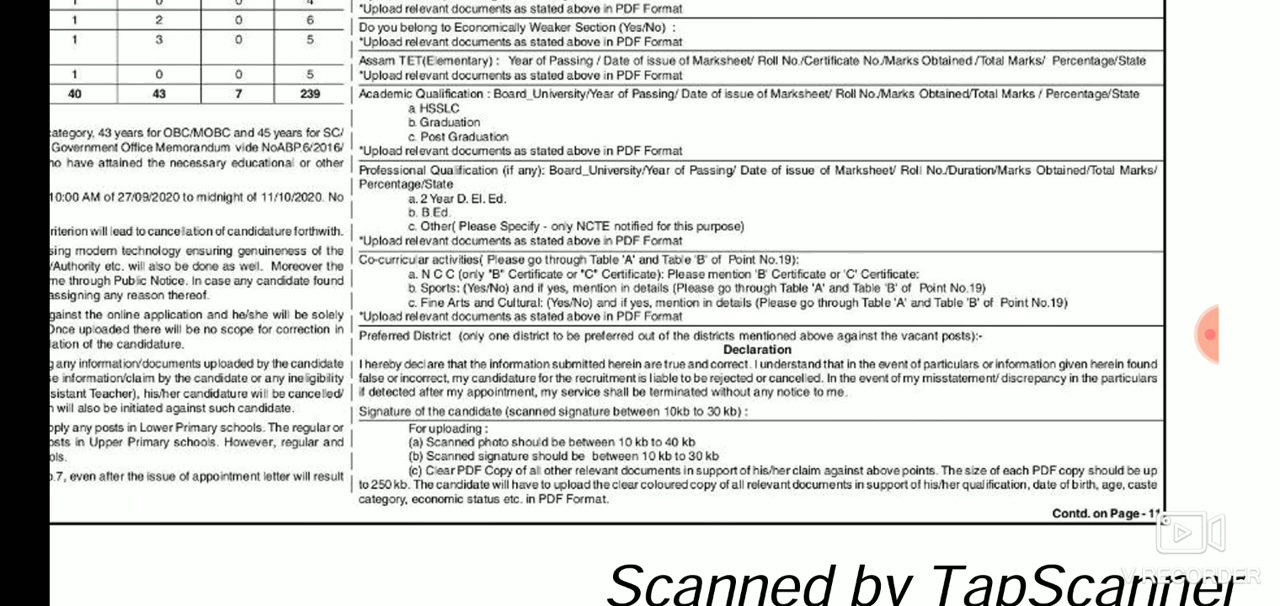 1 0 0 4
1 2 0 6
1 3 0 5
1 0 0 5
40 43 7 239
category, 43 years for OBC/MOBC and 45 years for SC/
Government Office Memorandum vide NoABP.6/2016/
ho have attained the necessary educational or other
10:00 AM of 27/09/2020 to midnight of 11/10/2020. No
riterion will lead to cancellation of candidature forthwith.
sing modern technology ensuring genuineness of the
/Authority etc. will also be done as well. Moreover the
me through Public Notice. In case any candidate found
assigning any reason thereof.
gainst the online application and he/she will be solely
Once uploaded there will be no scope for correction in
lation of the candidature.
g any information/documents uploaded by the candidate
e information/claim by the candidate or any ineligibility
sistant Teacher), his/her candidature will be cancelled/
n will also be initiated against such candidate.
pply any posts in Lower Primary schools. The regular or
osts in Upper Primary schools. However, regular and
ols.
o.7, even after the issue of appointment letter will result
*Upload relevant documents as stated above in PDF Format
Do you belong to Economically Weaker Section (Yes/No) :
*Upload relevant documents as stated above in PDF Format
Assam TET(Elementary) : Year of Passing / Date of issue of Marksheet/ Roll No./Certificate No./Marks Obtained /Total Marks/ Percentage/State
*Upload relevant documents as stated above in PDF Format
Academic Qualification : Board_University/Year of Passing/ Date of issue of Marksheet/ Roll No./Marks Obtained/Total Marks / Percentage/State
a. HSSLC
b. Graduation
c. Post Graduation
*Upload relevant documents as stated above in PDF Format
Professional Qualification (if any): Board_University/Year of Passing/ Date of issue of Marksheet/ Roll No./Duration/Marks Obtained/Total Marks/
Percentage/State
a. 2 Year D. El. Ed.
b. B.Ed.
c. Other( Please Specify - only NCTE notified for this purpose)
*Upload relevant documents as stated above in PDF Format
Co-curricular activities( Please go through Table 'A' and Table 'B' of Point No.19):
a. N C C (only "B" Certificate or "C" Certificate): Please mention 'B' Certificate or 'C' Certificate:
b. Sports: (Yes/No) and if yes, mention in details (Please go through Table 'A' and Table 'B' of Point No.19)
c. Fine Arts and Cultural: (Yes/No) and if yes, mention in details (Please go through Table 'A' and Table 'B' of Point No.19)
*Upload relevant documents as stated above in PDF Format
Preferred District (only one district to be preferred out of the districts mentioned above against the vacant posts):-
Declaration
I hereby declare that the information submitted herein are true and correct. I understand that in the event of particulars or information given herein found
false or incorrect, my candidature for the recruitment is liable to be rejected or cancelled. In the event of my misstatement/ discrepancy in the particulars
if detected after my appointment, my service shall be terminated without any notice to me.
Signature of the candidate (scanned signature between 10kb to 30 kb) :
For uploading :
(a) Scanned photo should be between 10 kb to 40 kb
(b) Scanned signature should be between 10 kb to 30 kb
(c) Clear PDF Copy of all other relevant documents in support of his/her claim against above points. The size of each PDF copy should be up
to 250 kb. The candidate will have to upload the clear coloured copy of all relevant documents in support of his/her qualification, date of birth, age, caste
category, economic status etc. in PDF Format.
Contd. on Page - 11
V RECORDER
Scanned by TapScanner